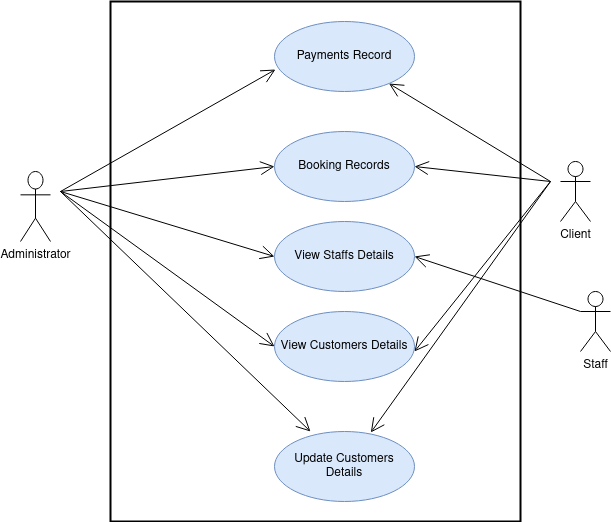 Payments Record
Booking Records
Administrator
Client
View Staffs Details
View Customers Details
Staff
Update Customers
Details